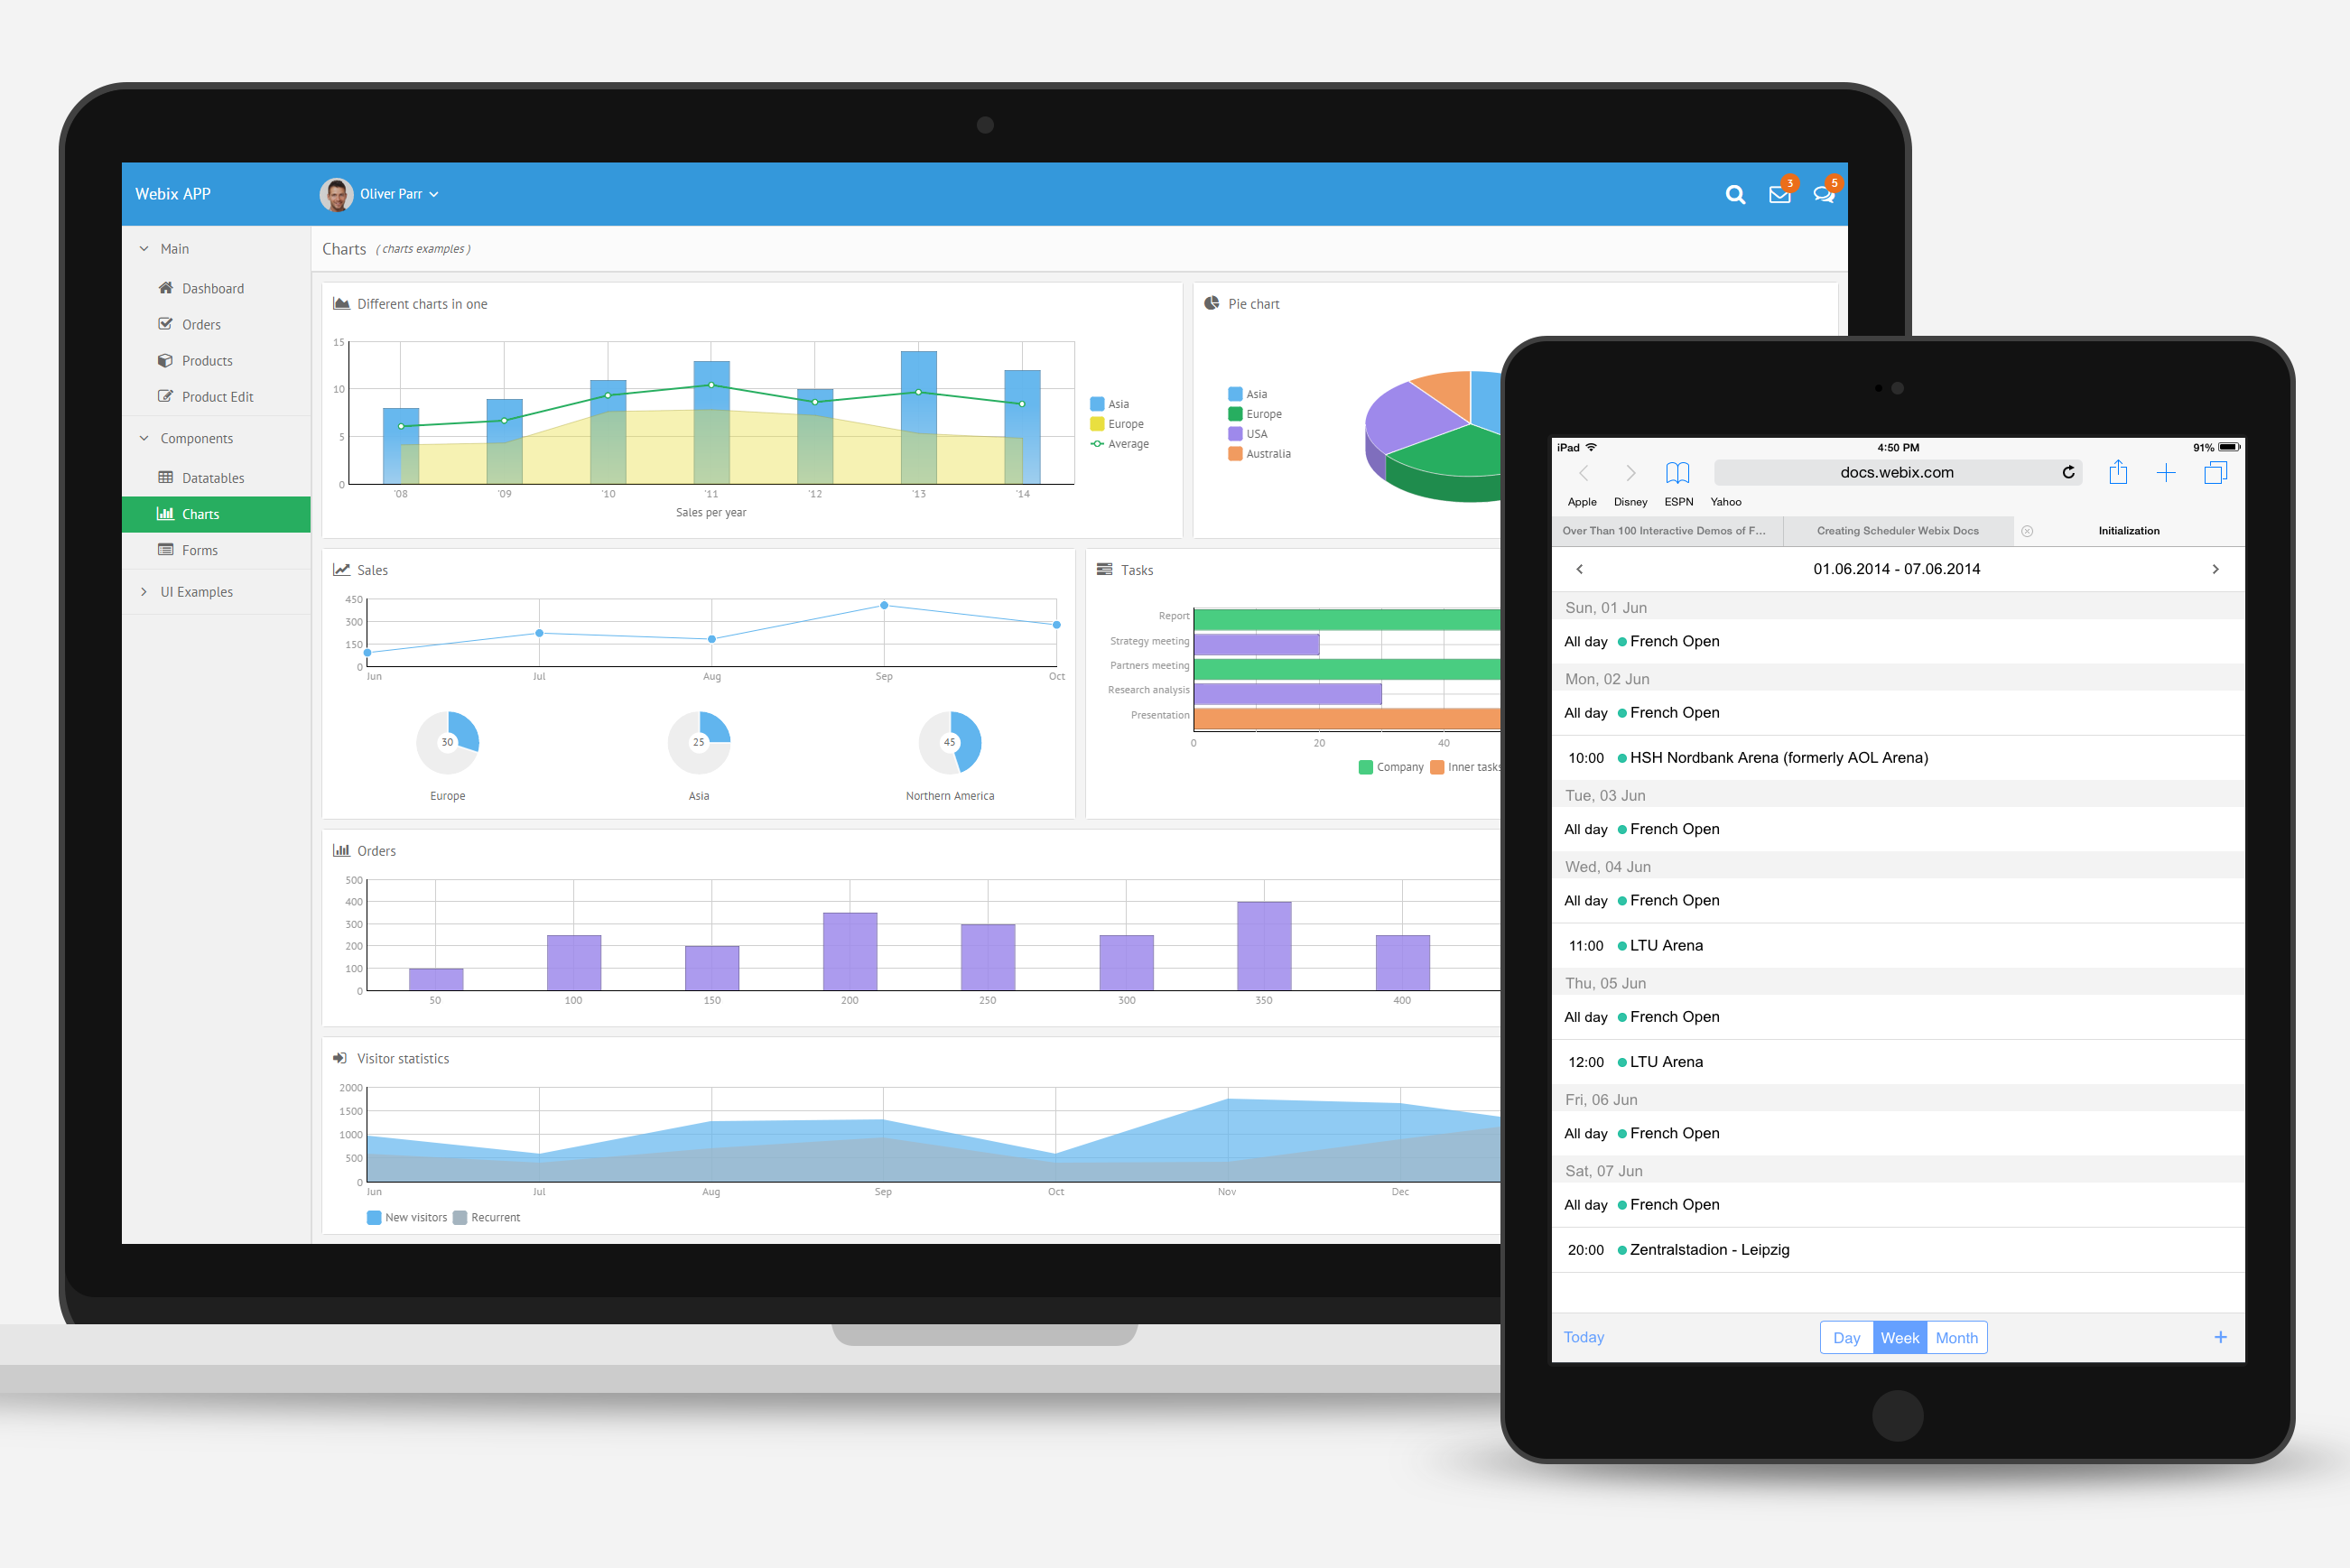 Webix APP
Oliver Parr
3
5
Main
Dashboard
Orders
Products
Product Edit
Components
Datatables
Charts
Forms
UI Examples
Charts ( charts examples )
Different charts in one
15
10
5
0
'08 '09 '10 '11 '12 '13 '14
Sales per year
Asia
Europe
Average
Pie chart
Asia
Europe
USA
Australia
Sales
450
300
150
0
Jun Jul Aug Sep Oct
30 25 45
Europe Asia Northern America
Tasks
Report
Strategy meeting
Partners meeting
Research analysis
Presentation
0 20 40
Company Inner tasks
Orders
500
400
300
200
100
0
50 100 150 200 250 300 350 400
Visitor statistics
2000
1500
1000
500
0
Jun Jul Aug Sep Oct Nov Dec
New visitors Recurrent
iPad 4:50 PM 91%
docs.webix.com
Apple Disney ESPN Yahoo
Over Than 100 Interactive Demos of F... Creating Scheduler Webix Docs Initialization
01.06.2014 - 07.06.2014
Sun, 01 Jun
All day French Open
Mon, 02 Jun
All day French Open
10:00 HSH Nordbank Arena (formerly AOL Arena)
Tue, 03 Jun
All day French Open
Wed, 04 Jun
All day French Open
11:00 LTU Arena
Thu, 05 Jun
All day French Open
12:00 LTU Arena
Fri, 06 Jun
All day French Open
Sat, 07 Jun
All day French Open
20:00 Zentralstadion - Leipzig
Today Day Week Month +